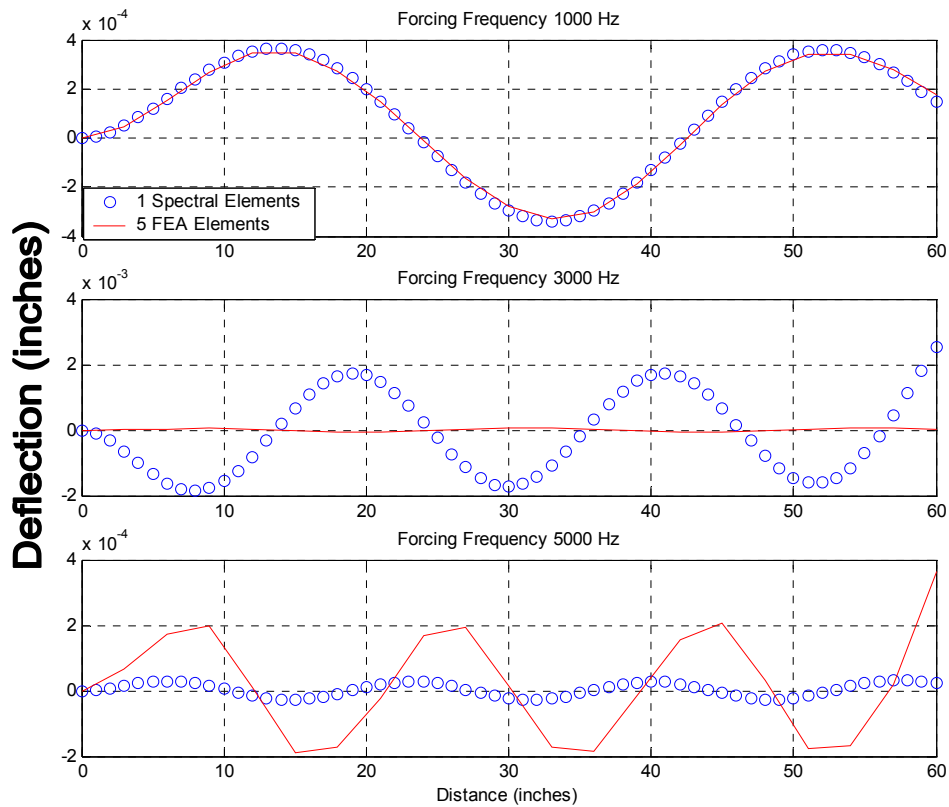 Forcing Frequency 1000 Hz
x 10^-4
4
2
0
-2
-4
0 10 20 30 40 50 60
1 Spectral Elements
5 FEA Elements
Deflection (inches)
Forcing Frequency 3000 Hz
x 10^-3
4
2
0
-2
0 10 20 30 40 50 60
Forcing Frequency 5000 Hz
x 10^-4
4
2
0
-2
0 10 20 30 40 50 60
Distance (inches)